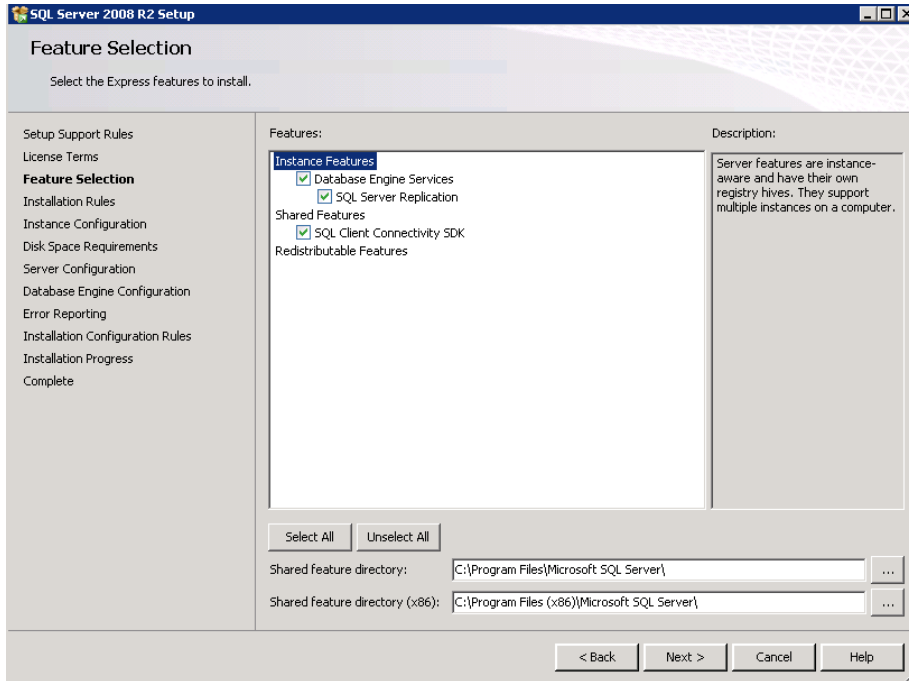 SQL Server 2008 R2 Setup
Feature Selection
Select the Express features to install.
Setup Support Rules
License Terms
Feature Selection
Installation Rules
Instance Configuration
Disk Space Requirements
Server Configuration
Database Engine Configuration
Error Reporting
Installation Configuration Rules
Installation Progress
Complete
Features:
Instance Features
Database Engine Services
SQL Server Replication
Shared Features
SQL Client Connectivity SDK
Redistributable Features
Description:
Server features are instance-
aware and have their own
registry hives. They support
multiple instances on a computer.
Select All
Unselect All
Shared feature directory:
C:\Program Files\Microsoft SQL Server\
...
Shared feature directory (x86):
C:\Program Files (x86)\Microsoft SQL Server\
...
< Back
Next >
Cancel
Help